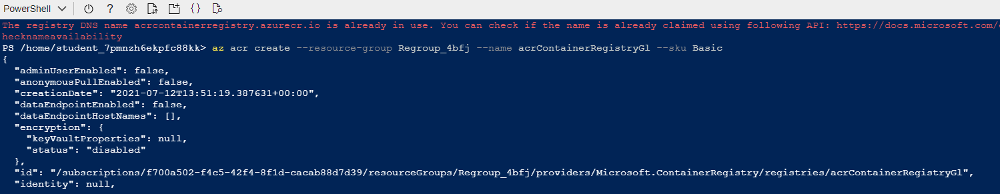 PowerShell
The registry DNS name acrcontainerregistry.azurecr.io is already in use. You can check if the name is already claimed using following API: https://docs.microsoft.com/
hecknameavailability
PS /home/student_7pmnzh6ekpfc88kk> az acr create --resource-group Regroup_4bfj --name acrContainerRegistryGl --sku Basic
{
"adminUserEnabled": false,
"anonymousPullEnabled": false,
"creationDate": "2021-07-12T13:51:19.387631+00:00",
"dataEndpointEnabled": false,
"dataEndpointHostNames": [],
"encryption": {
"keyVaultProperties": null,
"status": "disabled"
},
"id": "/subscriptions/f700a502-f4c5-42f4-8f1d-cacab88d7d39/resourceGroups/Regroup_4bfj/providers/Microsoft.ContainerRegistry/registries/acrContainerRegistryGl",
"identity": null,